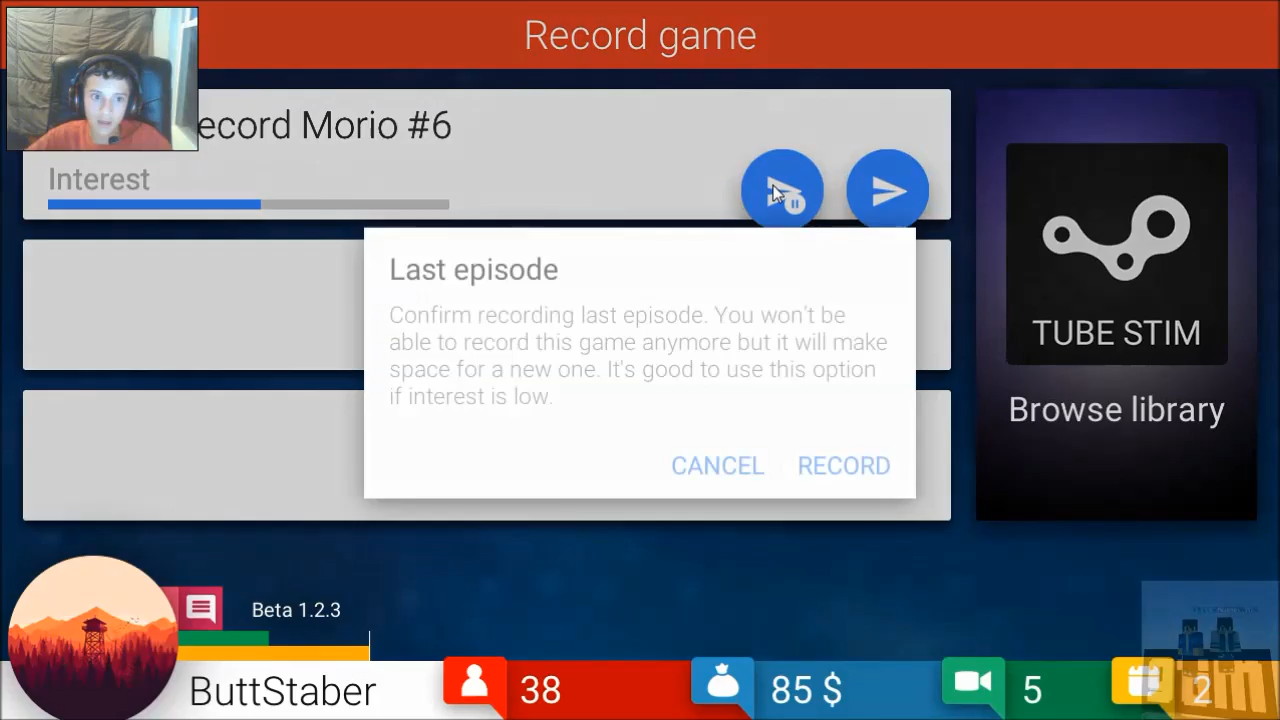 Record game
ecord Morio #6
Interest
Last episode
Confirm recording last episode. You won't be
able to record this game anymore but it will make
space for a new one. It's good to use this option
if interest is low.
CANCEL RECORD
TUBE STIM
Browse library
Beta 1.2.3
ButtStaber
38
85 $
5
2